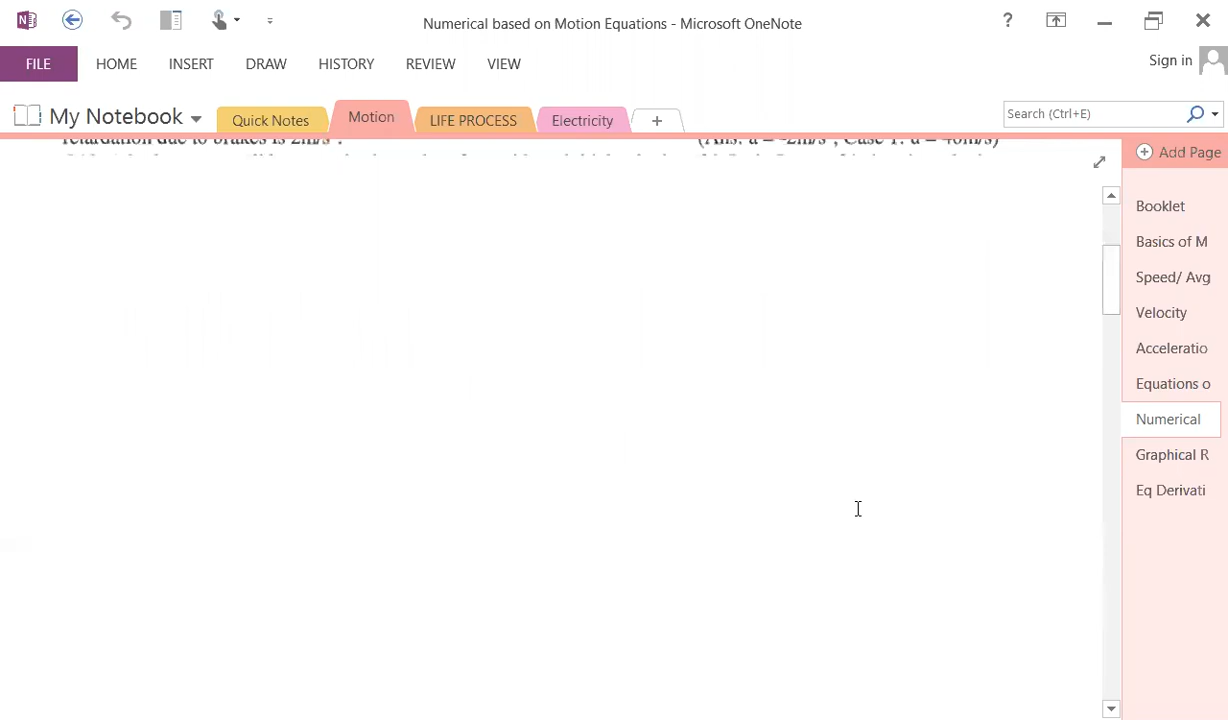 Numerical based on Motion Equations - Microsoft OneNote
?
FILE
HOME
INSERT
DRAW
HISTORY
REVIEW
VIEW
Sign in
My Notebook
Quick Notes
Motion
LIFE PROCESS
Electricity
+
Search (Ctrl+E)
retardation due to brakes is 2m/s
Add Page
Booklet
Basics of M
Speed/ Avg
Velocity
Acceleratio
Equations o
Numerical
Graphical R
Eq Derivati